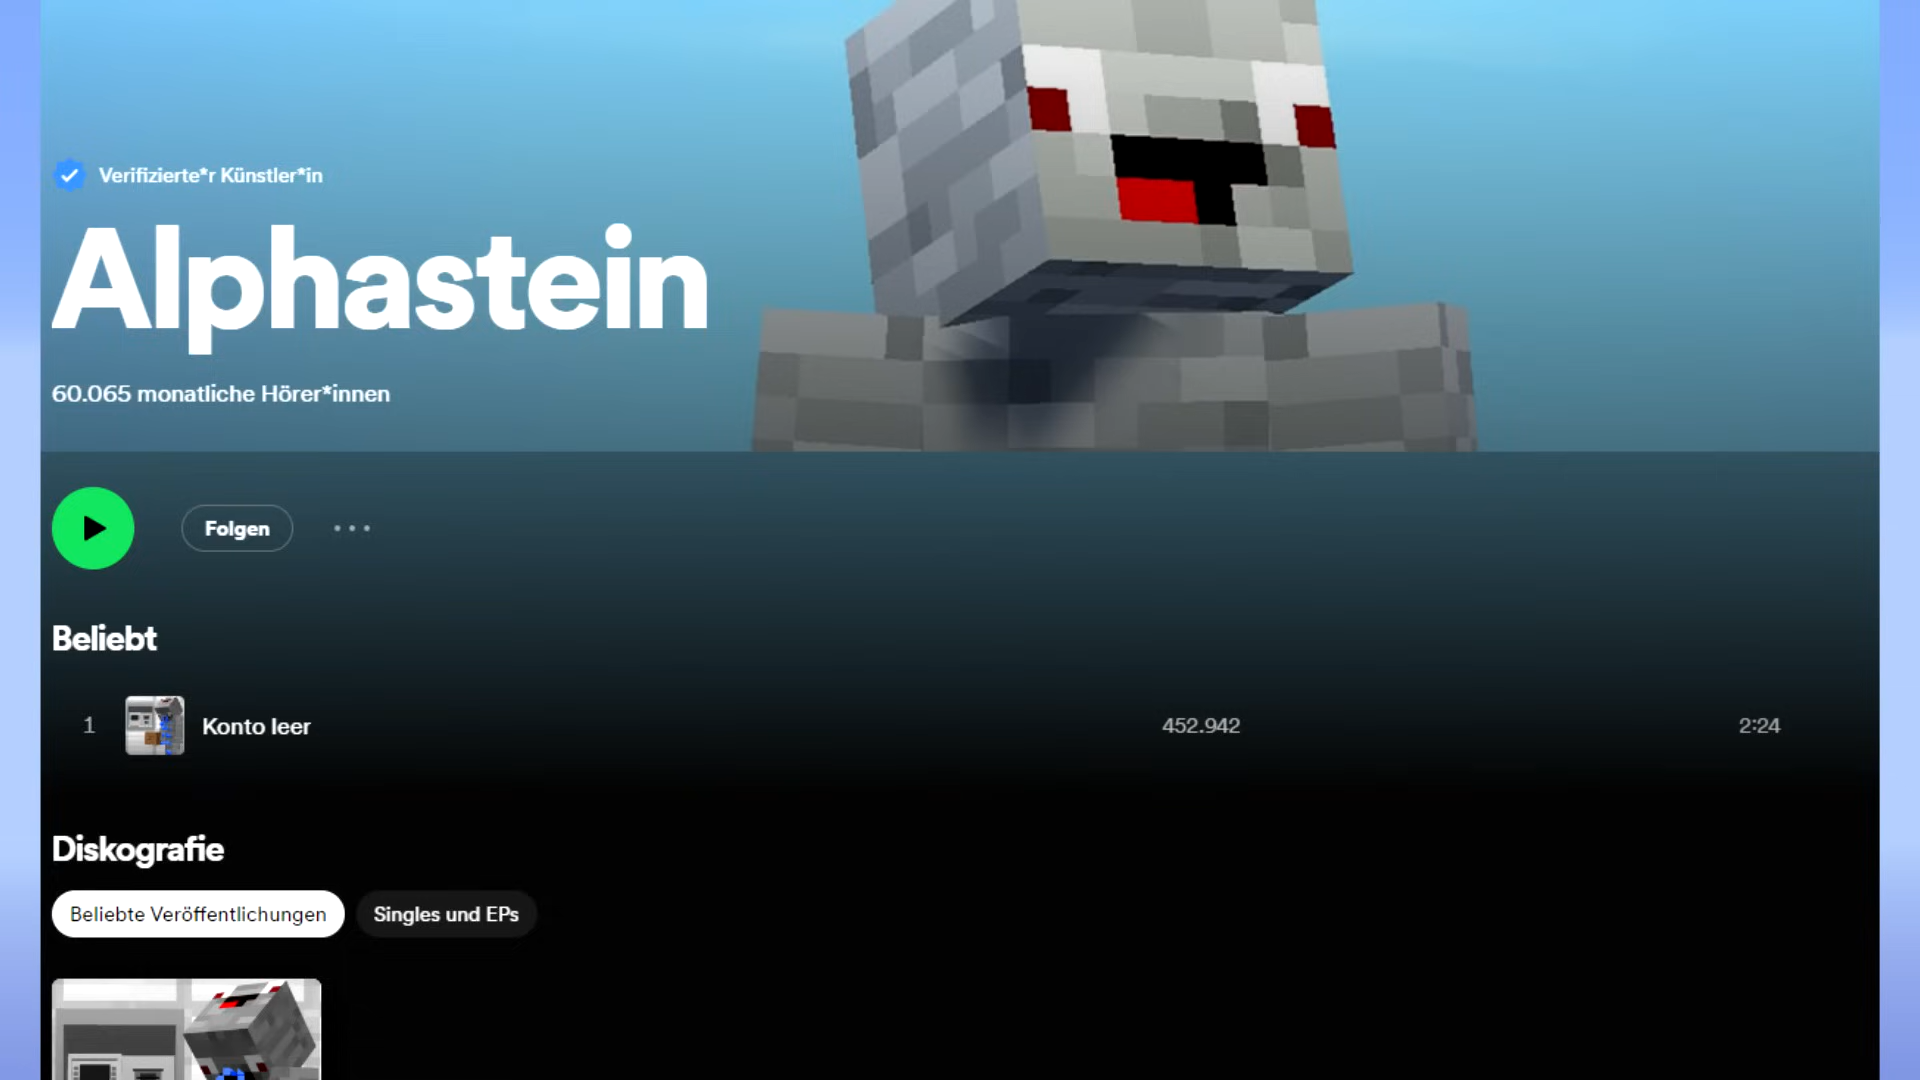 Verifizierte*r Künstler*in
Alphastein
60.065 monatliche Hörer*innen
Folgen
Beliebt
1 Konto leer 452.942 2:24
Diskografie
Beliebte Veröffentlichungen Singles und EPs